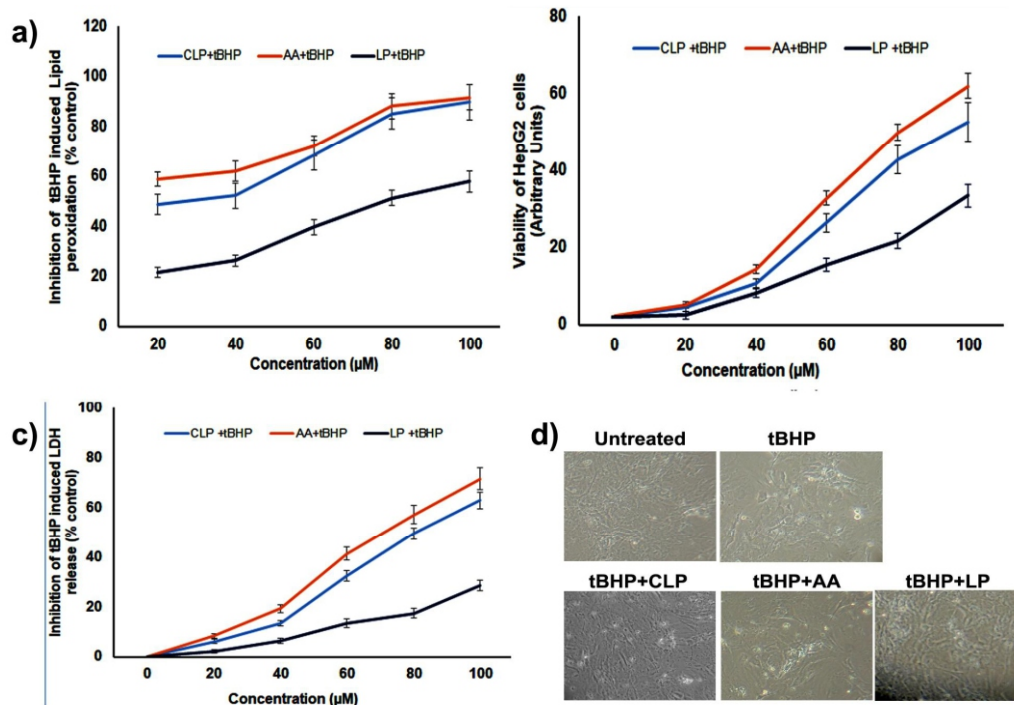 a)
Inhibition of tBHP induced Lipid
peroxidation (% control)
120
100
80
60
40
20
0
CLP+tBHP AA+tBHP LP+tBHP
20 40 60 80 100
Concentration (µM)
Viability of HepG2 cells
(Arbitrary Units)
80
60
40
20
0
CLP +tBHP AA+tBHP LP+tBHP
0 20 40 60 80 100
Concentration (µM)
c)
Inhibition of tBHP induced LDH
release (% control)
100
80
60
40
20
0
CLP +tBHP AA+tBHP LP +tBHP
0 20 40 60 80 100
Concentration (µM)
d)
Untreated tBHP
tBHP+CLP tBHP+AA tBHP+LP